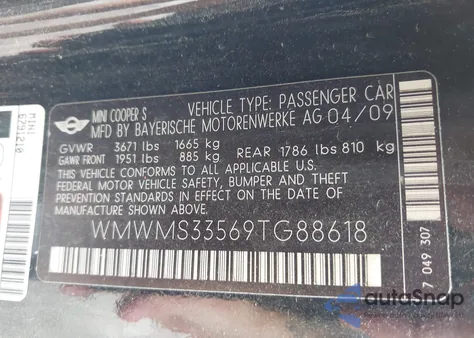 MINI COOPER S VEHICLE TYPE: PASSENGER CAR
MFD BY BAYERISCHE MOTORENWERKE AG 04/09
GVWR 3671 lbs 1665 kg
GAWR FRONT 1951 lbs 885 kg REAR 1786 lbs 810 kg
THIS VEHICLE CONFORMS TO ALL APPLICABLE
FEDERAL MOTOR VEHICLE SAFETY, BUMPER AND THEFT
PREVENTION STANDARDS IN EFFECT ON THE DATE OF
MANUFACTURE SHOWN ABOVE.
WMWMS33569TG88618
7 049 307
MINI
6791210
autoSnap